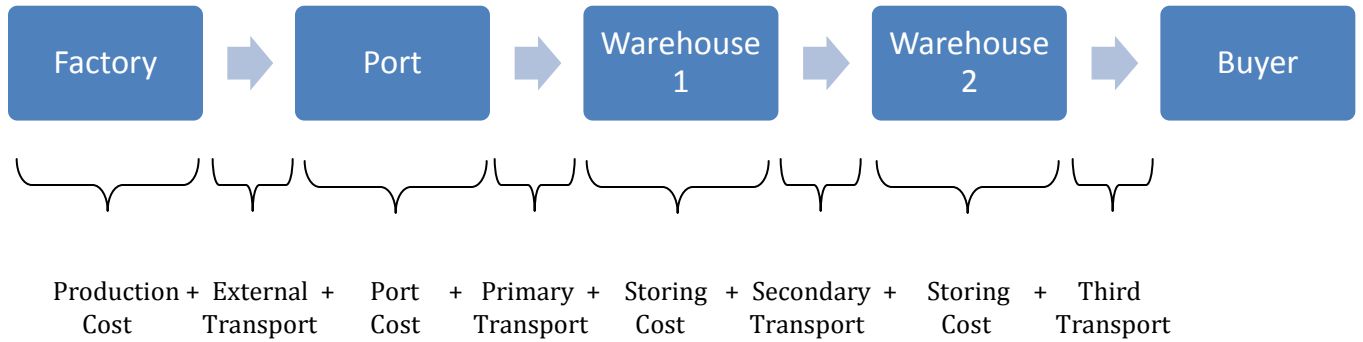 Factory
Port
Warehouse
1
Warehouse
2
Buyer
Production + External + Port + Primary + Storing + Secondary + Storing + Third
Cost Transport Cost Transport Cost Transport Cost Transport